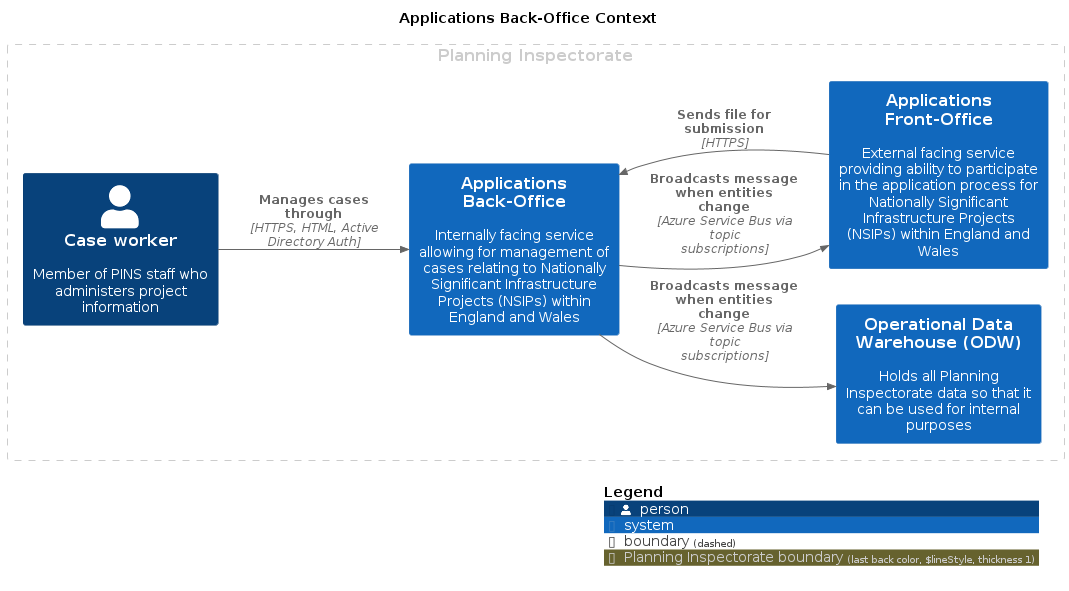 Applications Back-Office Context
Planning Inspectorate
Case worker
Member of PINS staff who
administers project
information
Manages cases
through
[HTTPS, HTML, Active
Directory Auth]
Applications
Back-Office
Internally facing service
allowing for management of
cases relating to Nationally
Significant Infrastructure
Projects (NSIPs) within
England and Wales
Sends file for
submission
[HTTPS]
Broadcasts message
when entities
change
[Azure Service Bus via
topic
subscriptions]
Broadcasts message
when entities
change
[Azure Service Bus via
topic
subscriptions]
Applications
Front-Office
External facing service
providing ability to participate
in the application process for
Nationally Significant
Infrastructure Projects
(NSIPs) within England and
Wales
Operational Data
Warehouse (ODW)
Holds all Planning
Inspectorate data so that it
can be used for internal
purposes
Legend
person
system
boundary (dashed)
Planning Inspectorate boundary (last back color, $lineStyle, thickness 1)